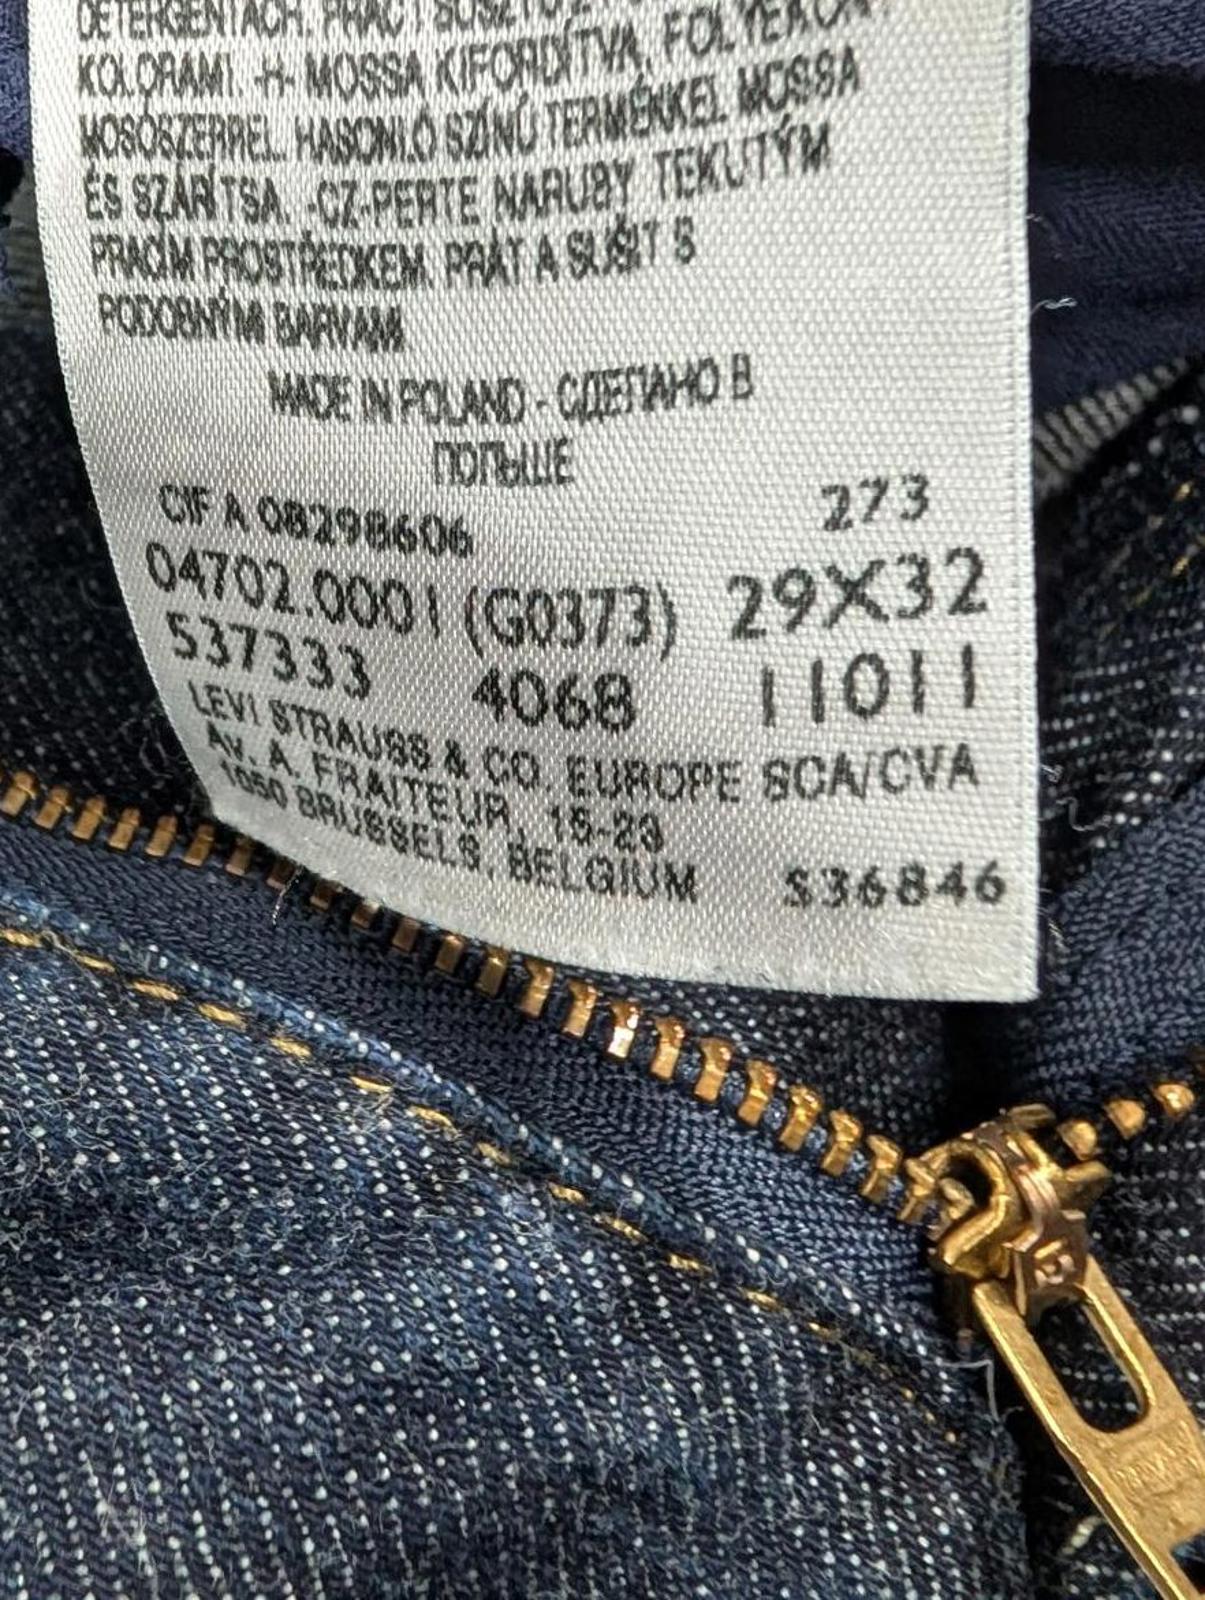 DETERGENTACH. PRAĆ I SUSZYĆ Z
KOLORAMI. -H- MOSSA KIFORDÍTVA, FOLYÉKONY
MOSÓSZERREL. HASONLÓ SZÍNŰ TERMÉKKEL MOSSA
ÉS SZÁRÍTSA. -CZ-PERTE NARUBY TEKUTÝM
PRACÍM PROSTŘEDKEM. PRÁT A SUŠIT S
PODOBNÝMI BARVAMI.
MADE IN POLAND - СДЕЛАНО В
ПОЛЬШЕ
CIF A 08298606 273
04702.0001 (G0373) 29X32
537333 4068 11011
LEVI STRAUSS & CO. EUROPE SCA/CVA
Av. A. FRAITEUR, 15-23
1050 BRUSSELS, BELGIUM S36846